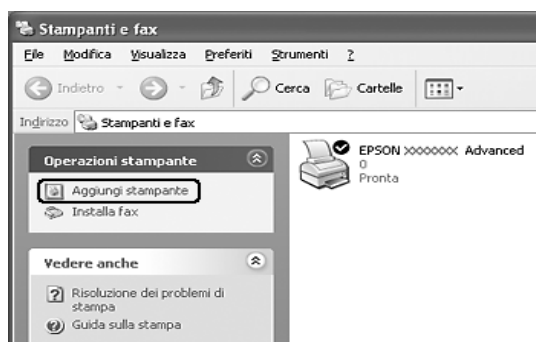 Stampanti e fax
File Modifica Visualizza Preferiti Strumenti ?
Indietro Cerca Cartelle
Indirizzo Stampanti e fax
Operazioni stampante
Aggiungi stampante
Installa fax
EPSON XXXXXXX Advanced
0
Pronta
Vedere anche
Risoluzione dei problemi di
stampa
Guida sulla stampa